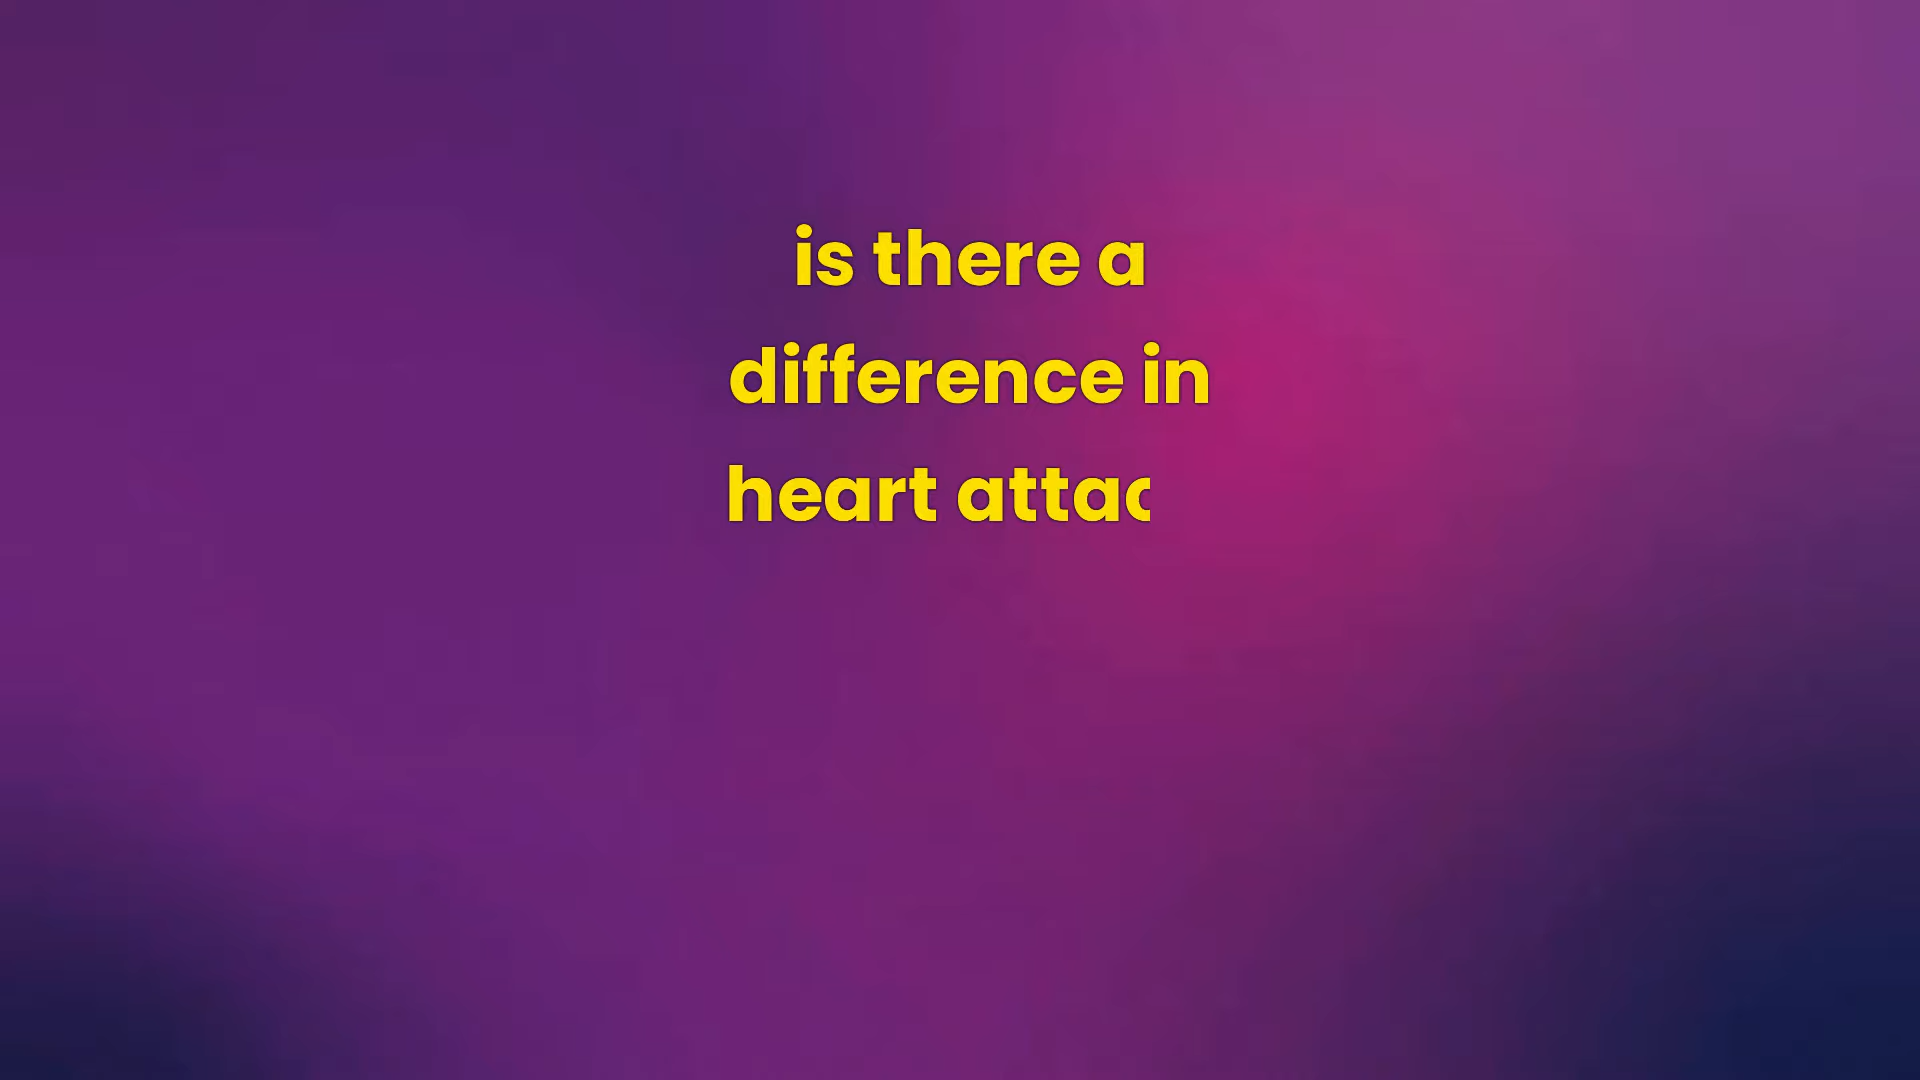 is there a
difference in
heart attac